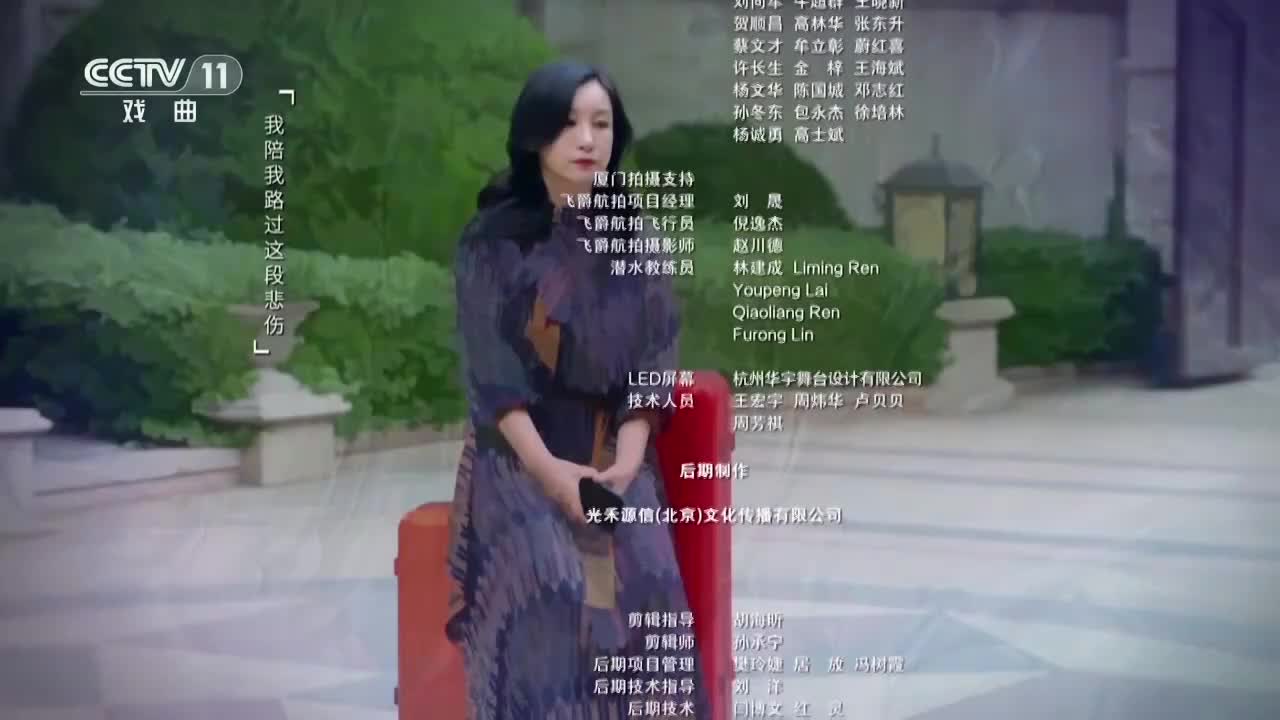 CCTV 11
戏曲
「我陪我路过这段悲伤」
贺顺昌 高林华 张东升
蔡文才 牟立彰 蔚红喜
许长生 金 梓 王海斌
杨文华 陈国城 邓志红
孙冬东 包永杰 徐培林
杨诚勇 高士斌
厦门拍摄支持
飞爵航拍项目经理 刘 晟
飞爵航拍飞行员 倪逸杰
飞爵航拍摄影师 赵川德
潜水教练员 林建成 Liming Ren
Youpeng Lai
Qiaoliang Ren
Furong Lin
LED屏幕 杭州华宇舞台设计有限公司
技术人员 王宏宇 周炜华 卢贝贝
周芳祺
后期制作
光禾源信(北京)文化传播有限公司
剪辑指导 胡海昕
剪辑师 孙承宁
后期项目管理 樊玲婕 居 放 冯树霞
后期技术指导 刘 洋
后期技术 闫博文 红 灵